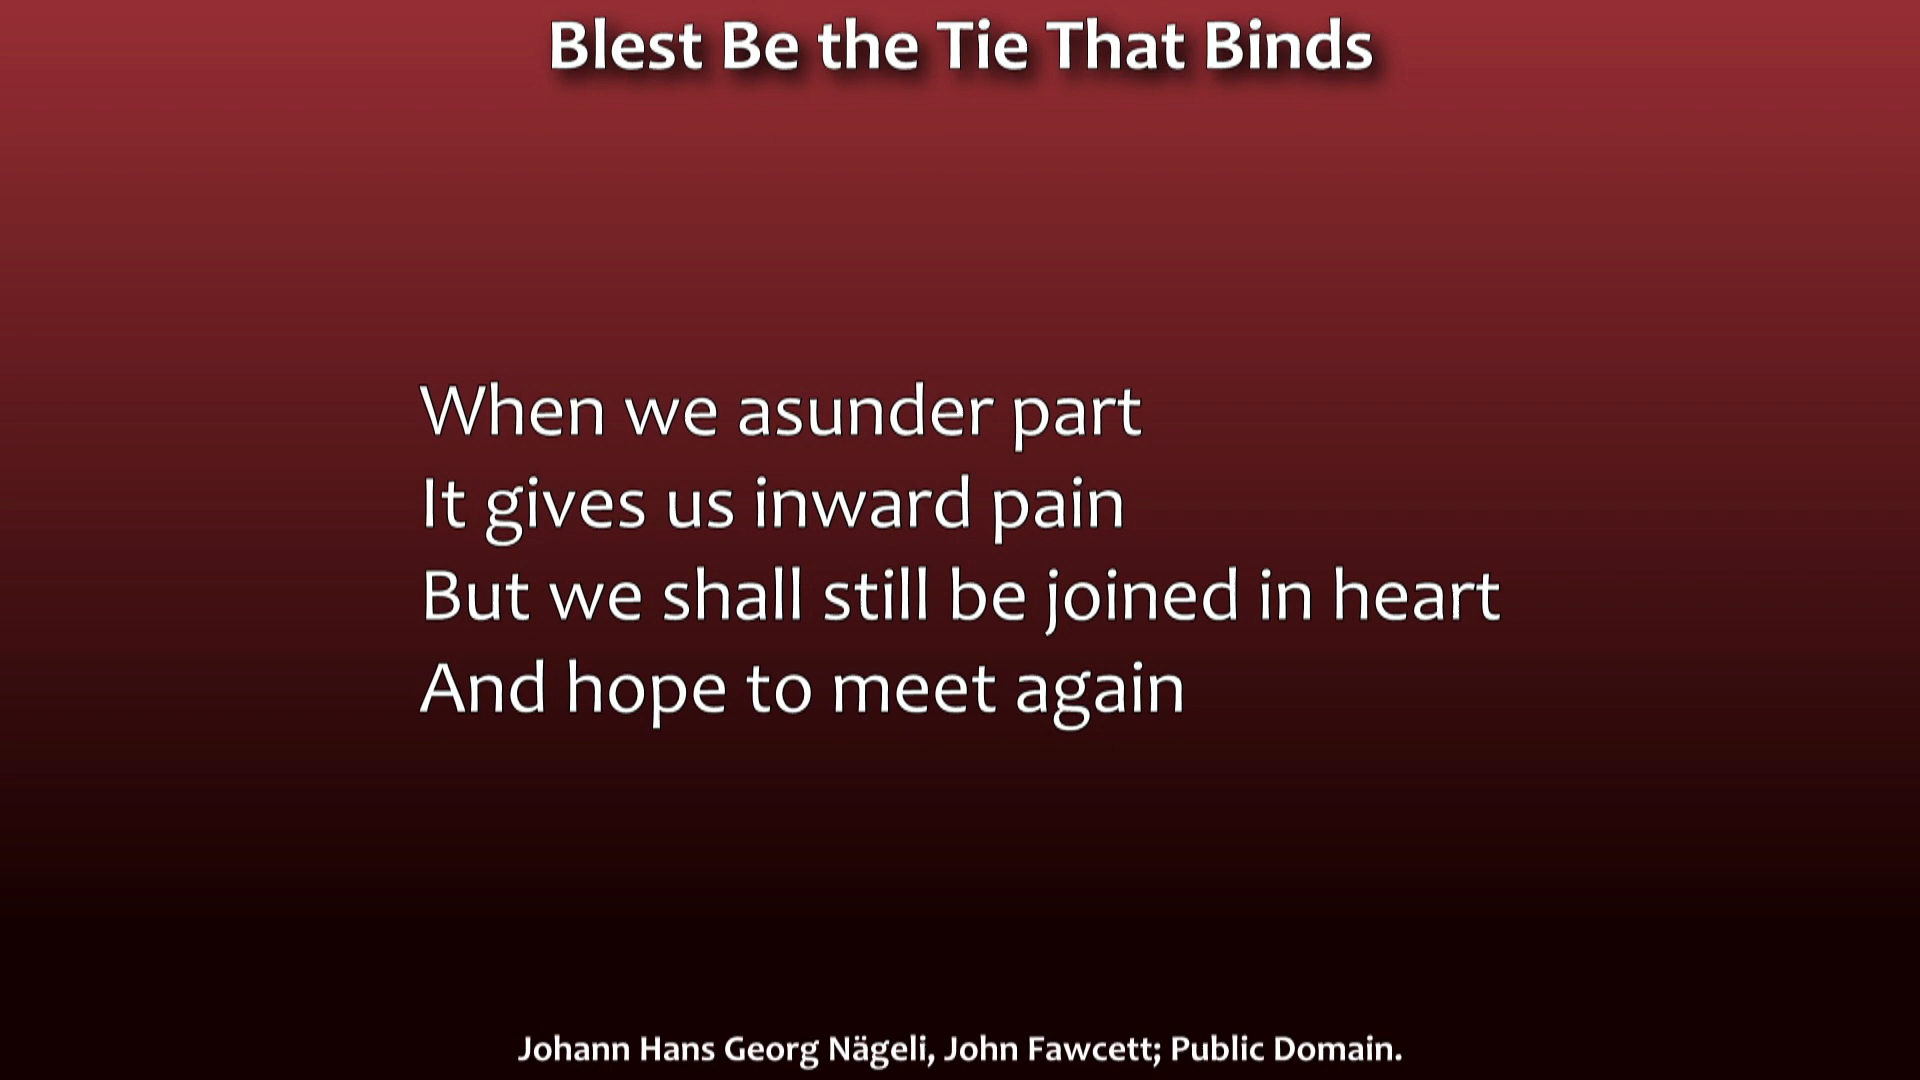 Blest Be the Tie That Binds
When we asunder part
It gives us inward pain
But we shall still be joined in heart
And hope to meet again
Johann Hans Georg Nägeli, John Fawcett; Public Domain.